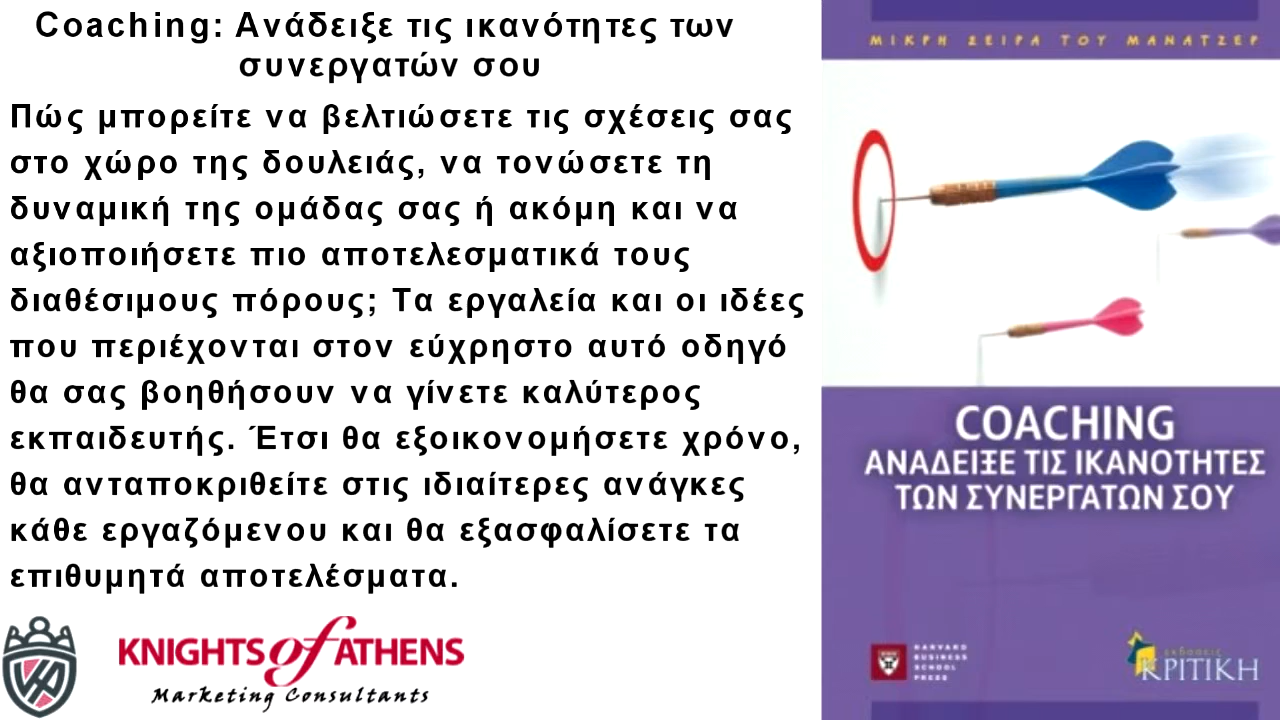 Coaching: Ανάδειξε τις ικανότητες των
συνεργατών σου
Πώς μπορείτε να βελτιώσετε τις σχέσεις σας
στο χώρο της δουλειάς, να τονώσετε τη
δυναμική της ομάδας σας ή ακόμη και να
αξιοποιήσετε πιο αποτελεσματικά τους
διαθέσιμους πόρους; Τα εργαλεία και οι ιδέες
που περιέχονται στον εύχρηστο αυτό οδηγό
θα σας βοηθήσουν να γίνετε καλύτερος
εκπαιδευτής. Έτσι θα εξοικονομήσετε χρόνο,
θα ανταποκριθείτε στις ιδιαίτερες ανάγκες
κάθε εργαζόμενου και θα εξασφαλίσετε τα
επιθυμητά αποτελέσματα.
KNIGHTS of ATHENS
Marketing Consultants
ΜΙΚΡΗ ΣΕΙΡΑ ΤΟΥ ΜΑΝΑΤΖΕΡ
COACHING
ΑΝΑΔΕΙΞΕ ΤΙΣ ΙΚΑΝΟΤΗΤΕΣ
ΤΩΝ ΣΥΝΕΡΓΑΤΩΝ ΣΟΥ
HARVARD
BUSINESS
SCHOOL
PRESS
εκδόσεις
ΚΡΙΤΙΚΗ